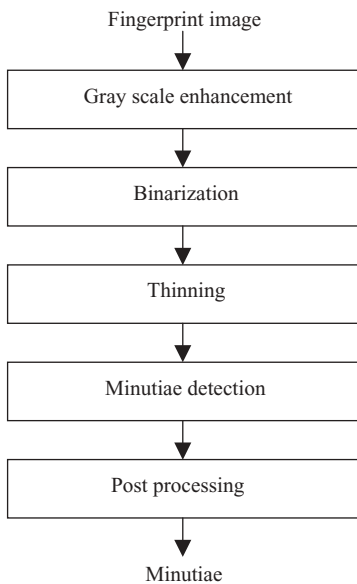 Fingerprint image
Gray scale enhancement
Binarization
Thinning
Minutiae detection
Post processing
Minutiae